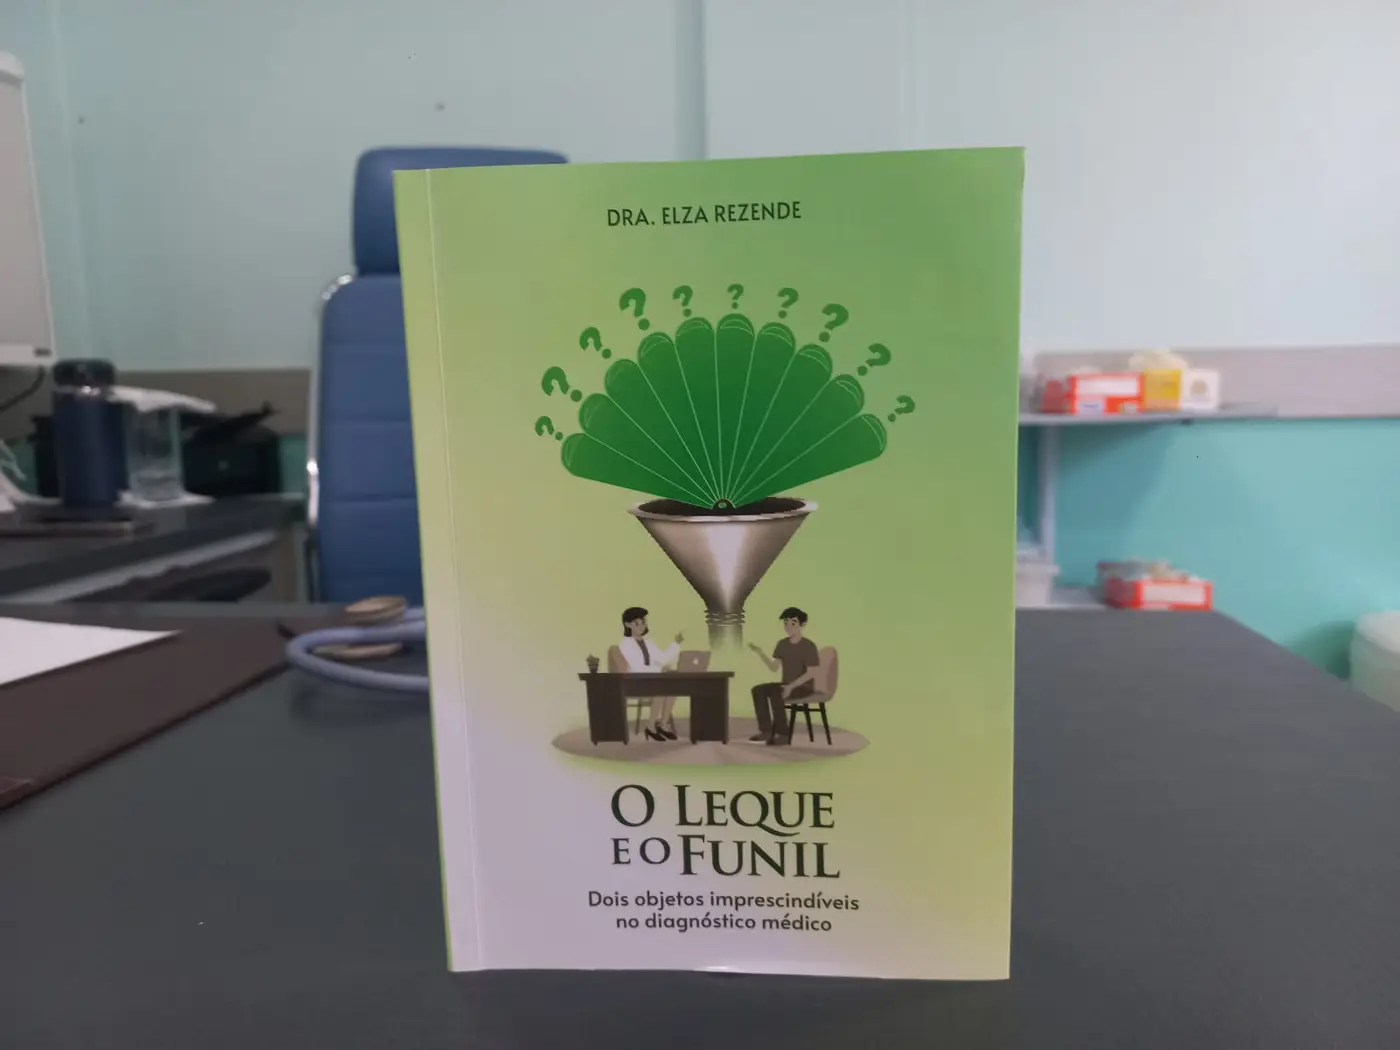 DRA. ELZA REZENDE
? ? ? ? ? ? ? ? ? ?
O LEQUE
E O FUNIL
Dois objetos imprescindíveis
no diagnóstico médico